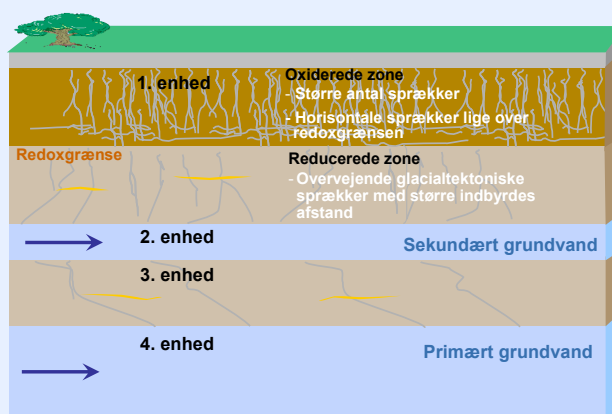 1. enhed
Oxiderede zone
- Større antal sprækker
- Horisontale sprækker lige over
redoxgrænsen
Redoxgrænse
Reducerede zone
- Overvejende glacialtektoniske
sprækker med større indbyrdes
afstand
2. enhed
Sekundært grundvand
3. enhed
4. enhed
Primært grundvand